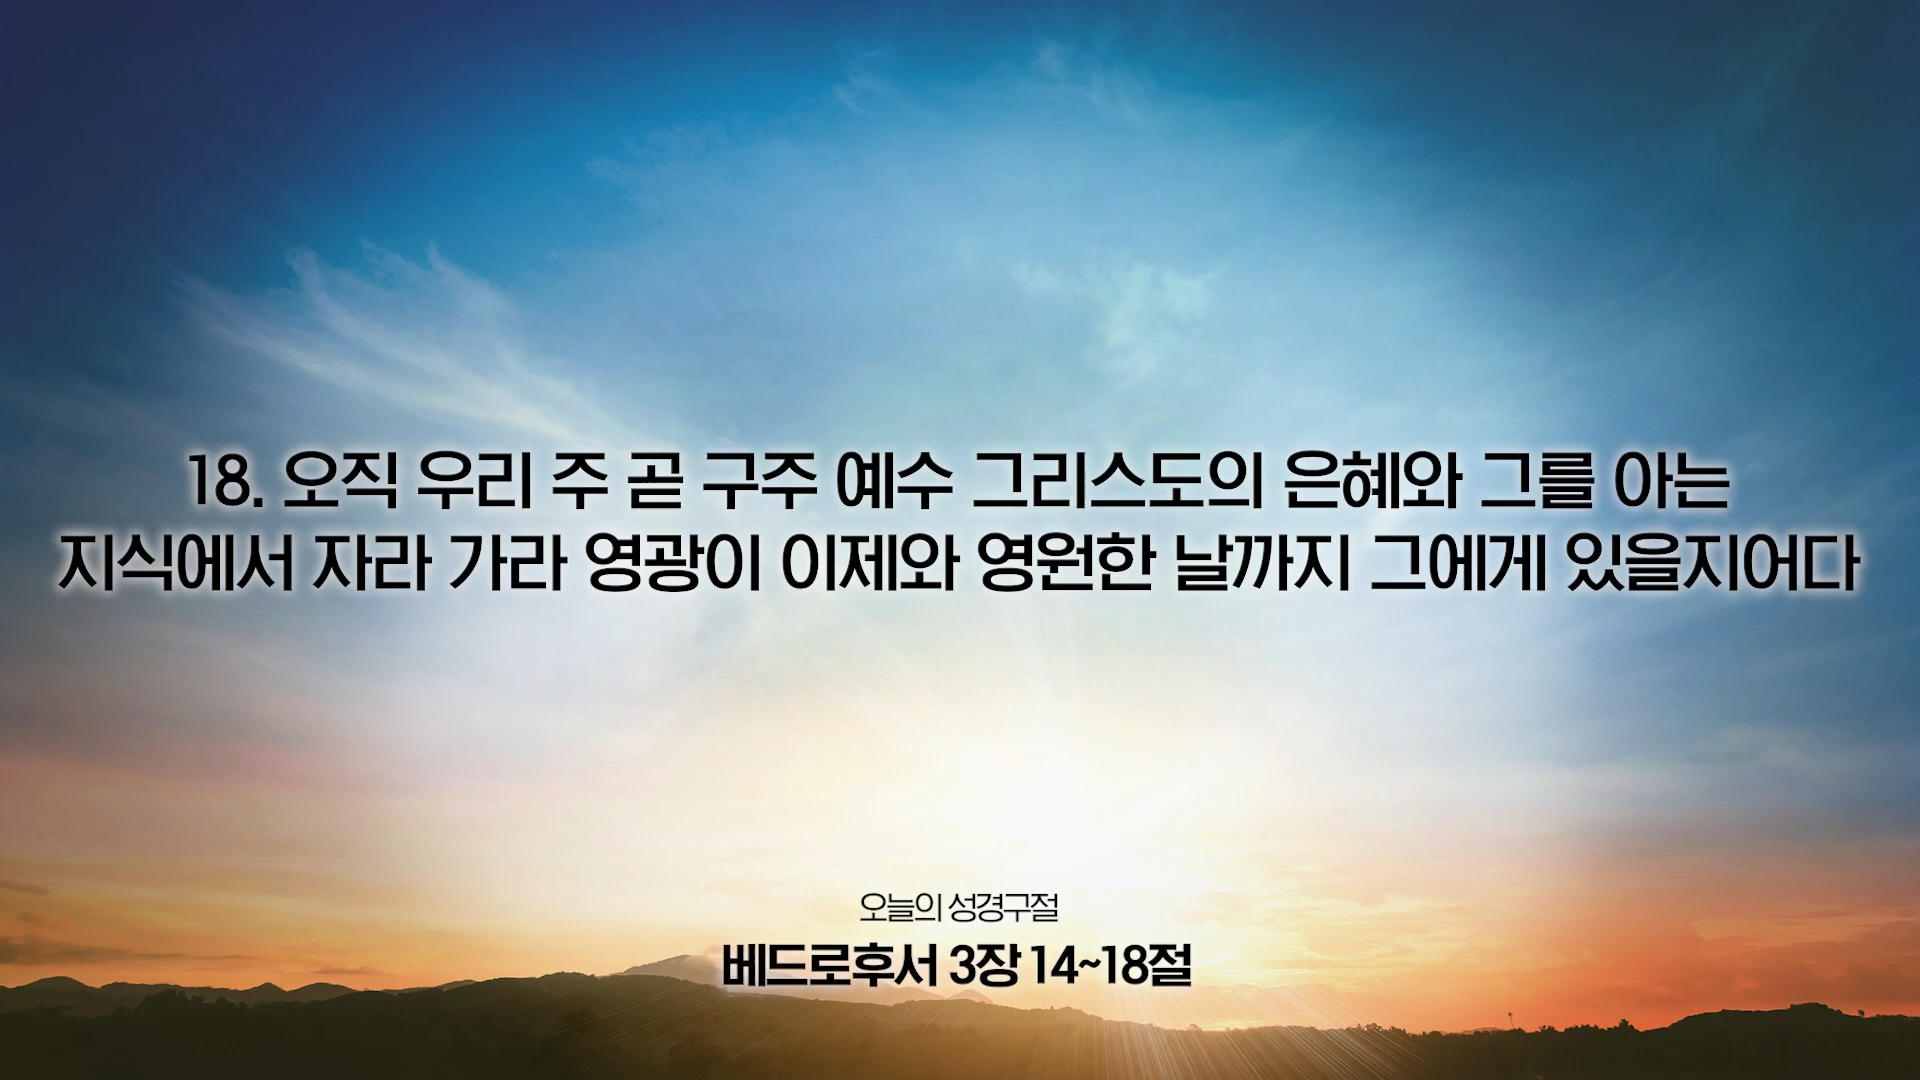 18. 오직 우리 주 곧 구주 예수 그리스도의 은혜와 그를 아는
지식에서 자라 가라 영광이 이제와 영원한 날까지 그에게 있을지어다
오늘의 성경구절
베드로후서 3장 14~18절